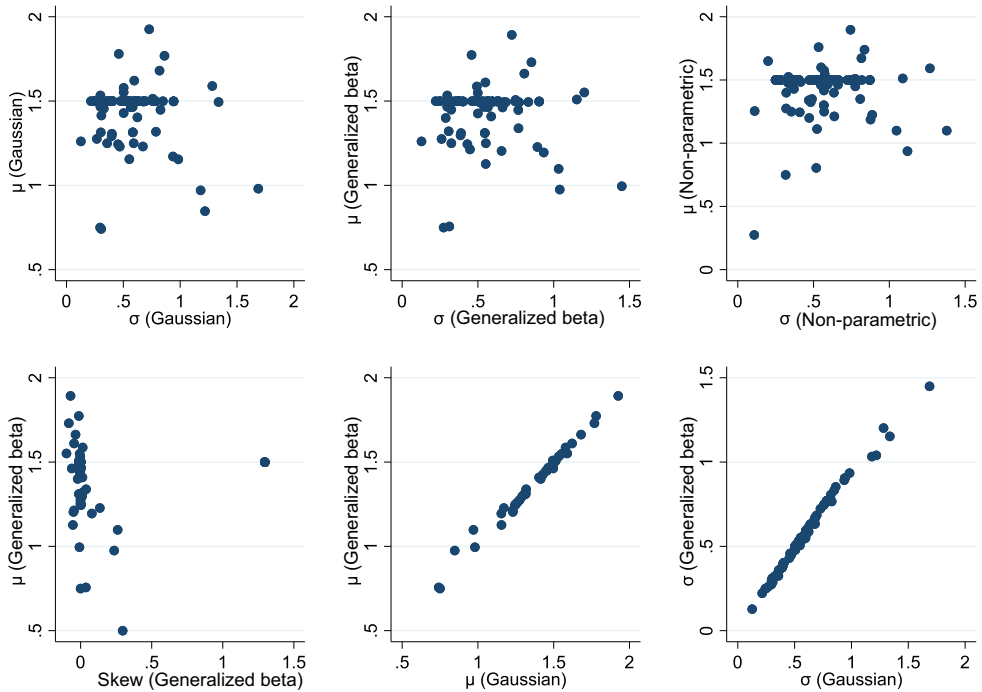 μ (Gaussian)
2
1.5
1
.5
0 .5 1 1.5 2
σ (Gaussian)
μ (Generalized beta)
2
1.5
1
.5
0 .5 1 1.5
σ (Generalized beta)
μ (Non-parametric)
2
1.5
1
.5
0
0 .5 1 1.5
σ (Non-parametric)
μ (Generalized beta)
2
1.5
1
.5
0 .5 1 1.5
Skew (Generalized beta)
μ (Generalized beta)
2
1.5
1
.5
.5 1 1.5 2
μ (Gaussian)
σ (Generalized beta)
1.5
1
.5
0
0 .5 1 1.5 2
σ (Gaussian)